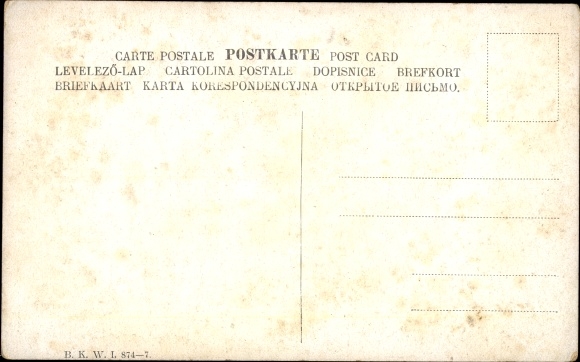 CARTE POSTALE POSTKARTE POST CARD
LEVELEZŐ-LAP CARTOLINA POSTALE DOPISNICE BREFKORT
BRIEFKAART KARTA KORESPONDENCYJNA ОТКРЫТОЕ ПИСЬМО.
B. K. W. I. 874—7